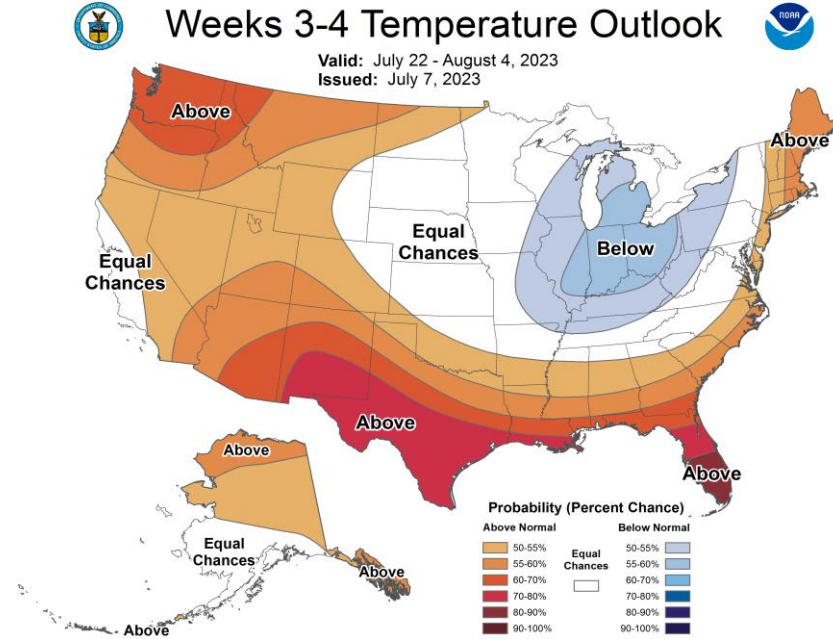 Weeks 3-4 Temperature Outlook
NOAA
Valid: July 22 - August 4, 2023
Issued: July 7, 2023
Above
Above
Equal
Chances
Equal
Chances
Below
Above
Above
Above
Equal
Chances
Above
Above
Probability (Percent Chance)
Above Normal
Below Normal
Equal
Chances
50-55%
55-60%
60-70%
70-80%
80-90%
90-100%
50-55%
55-60%
60-70%
70-80%
80-90%
90-100%